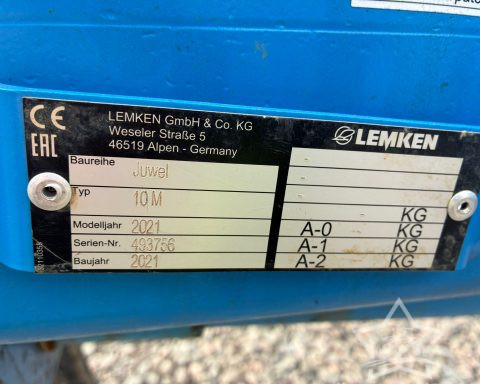 CE
EAC
LEMKEN GmbH & Co. KG
Weseler Straße 5
46519 Alpen - Germany
Baureihe Juwel
Typ 10 M
Modelljahr 2021
Serien-Nr. 493756
Baujahr 2021
LEMKEN
-
-
- KG
A-0 - KG
A-1 - KG
A-2 - KG